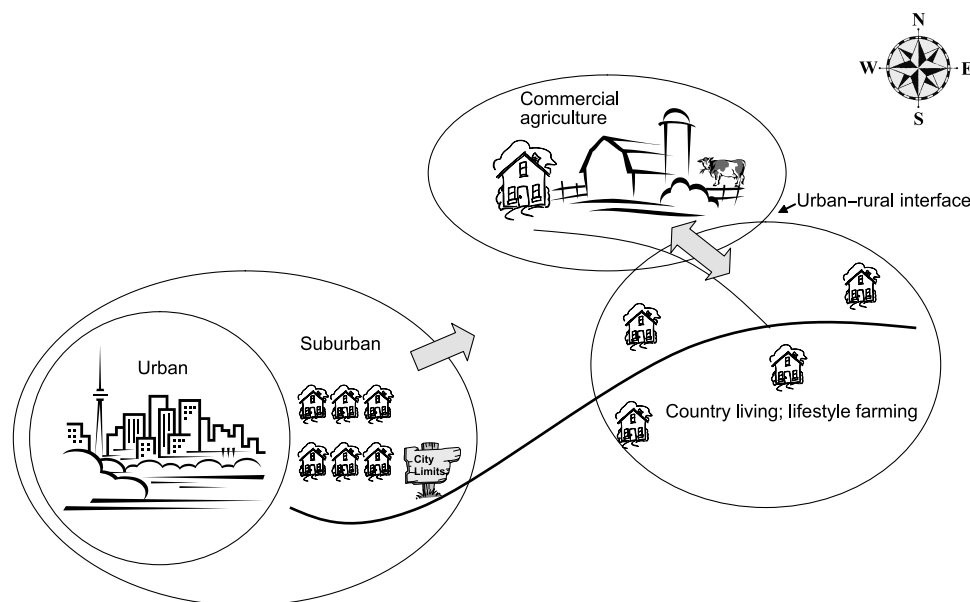 N
W
E
S
Commercial
agriculture
Urban–rural interface
Suburban
Urban
Country living; lifestyle farming
City
Limits